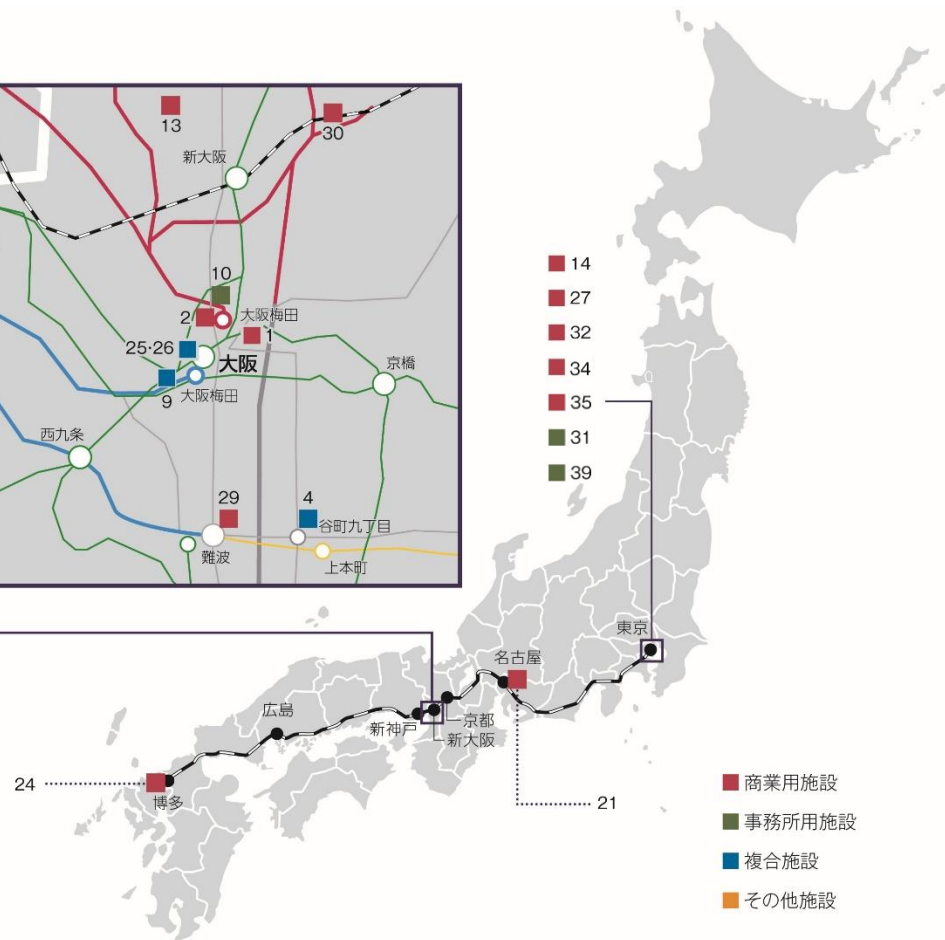 13
30
新大阪
10
2
大阪梅田
1
25·26
大阪
京橋
9
大阪梅田
西九条
29
4
谷町九丁目
難波
上本町
14
27
32
34
35
31
39
東京
名古屋
広島
新神戸
京都
新大阪
24
博多
21
商業用施設
事務所用施設
複合施設
その他施設